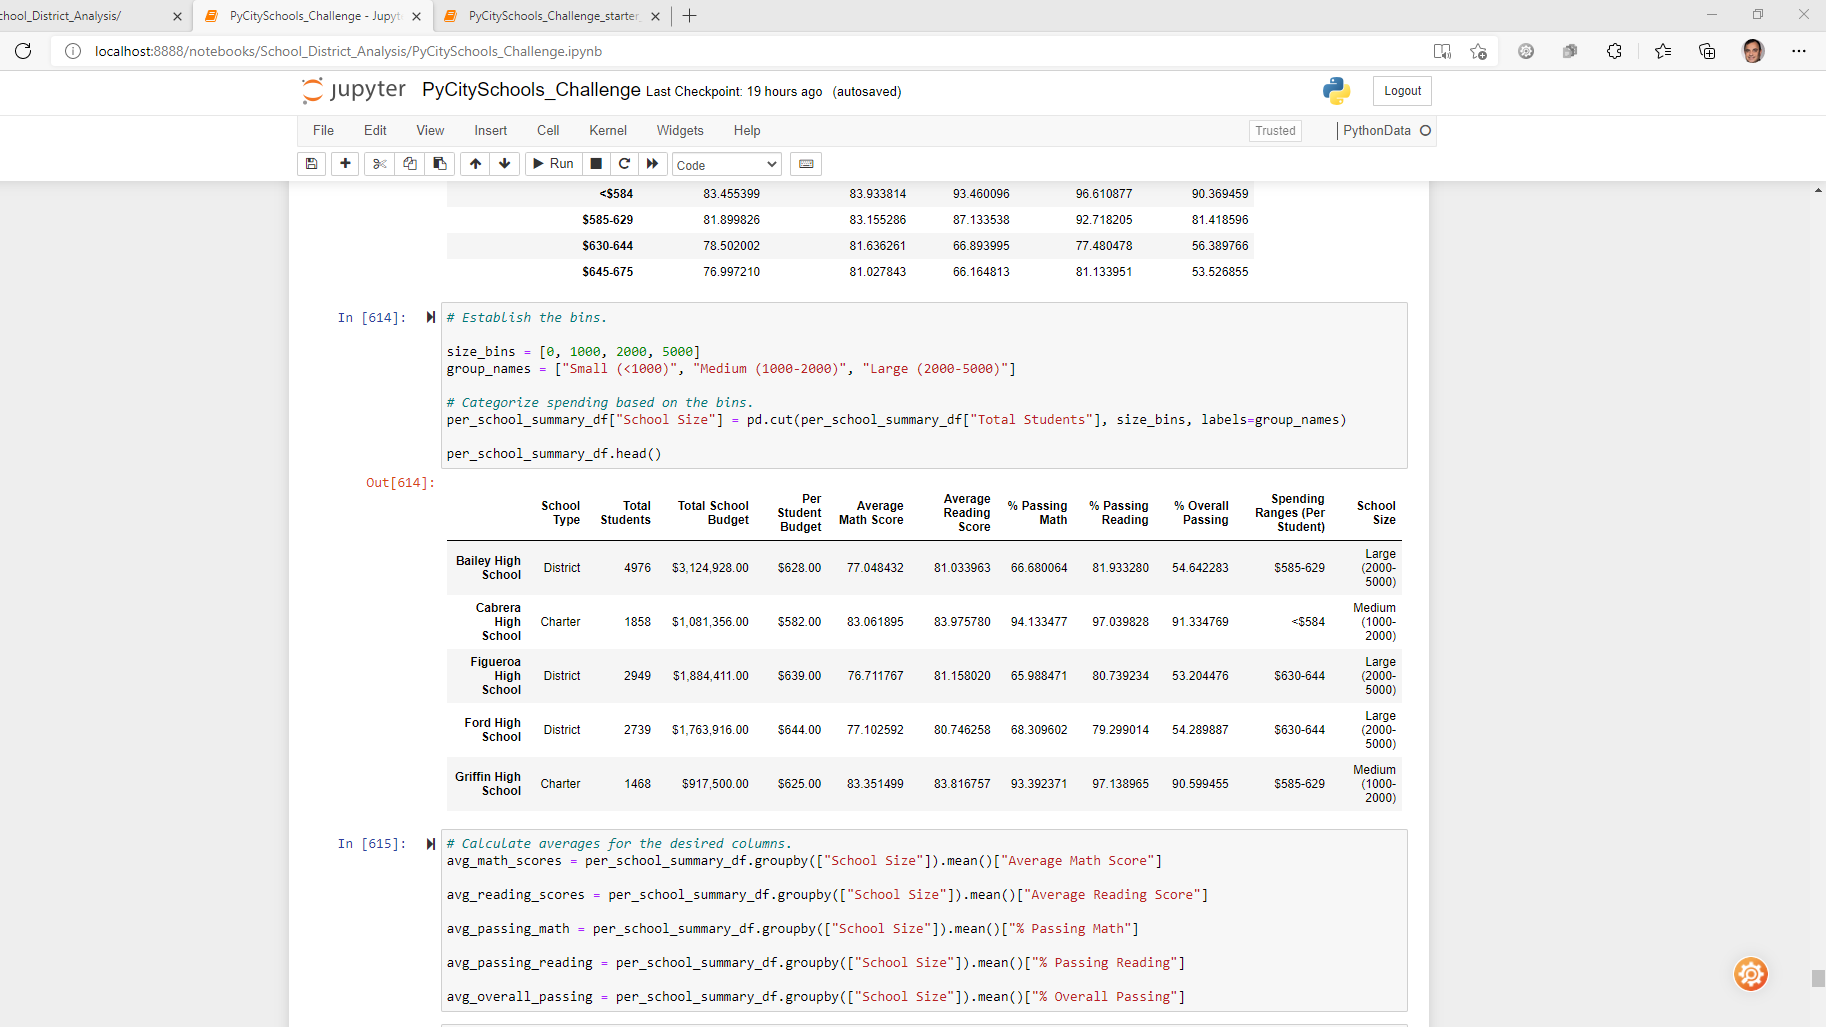 chool_District_Analysis/
PyCitySchools_Challenge - Jupyt
PyCitySchools_Challenge_starter_
localhost:8888/notebooks/School_District_Analysis/PyCitySchools_Challenge.ipynb
jupyter PyCitySchools_Challenge Last Checkpoint: 19 hours ago (autosaved)
Logout
File Edit View Insert Cell Kernel Widgets Help
Trusted
PythonData
Run
Code
<$584 83.455399 83.933814 93.460096 96.610877 90.369459
$585-629 81.899826 83.155286 87.133538 92.718205 81.418596
$630-644 78.502002 81.636261 66.893995 77.480478 56.389766
$645-675 76.997210 81.027843 66.164813 81.133951 53.526855
In [614]:
# Establish the bins.
size_bins = [0, 1000, 2000, 5000]
group_names = ["Small (<1000)", "Medium (1000-2000)", "Large (2000-5000)"]
# Categorize spending based on the bins.
per_school_summary_df["School Size"] = pd.cut(per_school_summary_df["Total Students"], size_bins, labels=group_names)
per_school_summary_df.head()
Out[614]:
School Type Total Students Total School Budget Per Student Budget Average Math Score Average Reading Score % Passing Math % Passing Reading % Overall Passing Spending Ranges (Per Student) School Size
Bailey High School District 4976 $3,124,928.00 $628.00 77.048432 81.033963 66.680064 81.933280 54.642283 $585-629 Large (2000-5000)
Cabrera High School Charter 1858 $1,081,356.00 $582.00 83.061895 83.975780 94.133477 97.039828 91.334769 <$584 Medium (1000-2000)
Figueroa High School District 2949 $1,884,411.00 $639.00 76.711767 81.158020 65.988471 80.739234 53.204476 $630-644 Large (2000-5000)
Ford High School District 2739 $1,763,916.00 $644.00 77.102592 80.746258 68.309602 79.299014 54.289887 $630-644 Large (2000-5000)
Griffin High School Charter 1468 $917,500.00 $625.00 83.351499 83.816757 93.392371 97.138965 90.599455 $585-629 Medium (1000-2000)
In [615]:
# Calculate averages for the desired columns.
avg_math_scores = per_school_summary_df.groupby(["School Size"]).mean()["Average Math Score"]
avg_reading_scores = per_school_summary_df.groupby(["School Size"]).mean()["Average Reading Score"]
avg_passing_math = per_school_summary_df.groupby(["School Size"]).mean()["% Passing Math"]
avg_passing_reading = per_school_summary_df.groupby(["School Size"]).mean()["% Passing Reading"]
avg_overall_passing = per_school_summary_df.groupby(["School Size"]).mean()["% Overall Passing"]